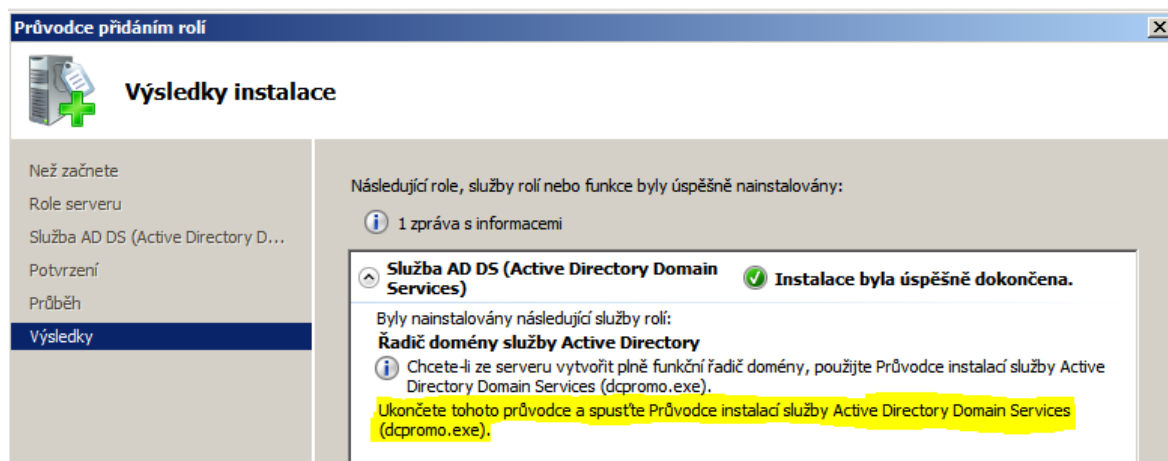 Průvodce přidáním rolí
Výsledky instalace
Než začnete
Role serveru
Služba AD DS (Active Directory D...
Potvrzení
Průběh
Výsledky
Následující role, služby rolí nebo funkce byly úspěšně nainstalovány:
1 zpráva s informacemi
Služba AD DS (Active Directory Domain
Services)
Instalace byla úspěšně dokončena.
Byly nainstalovány následující služby rolí:
Řadič domény služby Active Directory
Chcete-li ze serveru vytvořit plně funkční řadič domény, použijte Průvodce instalací služby Active
Directory Domain Services (dcpromo.exe).
Ukončete tohoto průvodce a spusťte Průvodce instalací služby Active Directory Domain Services
(dcpromo.exe).